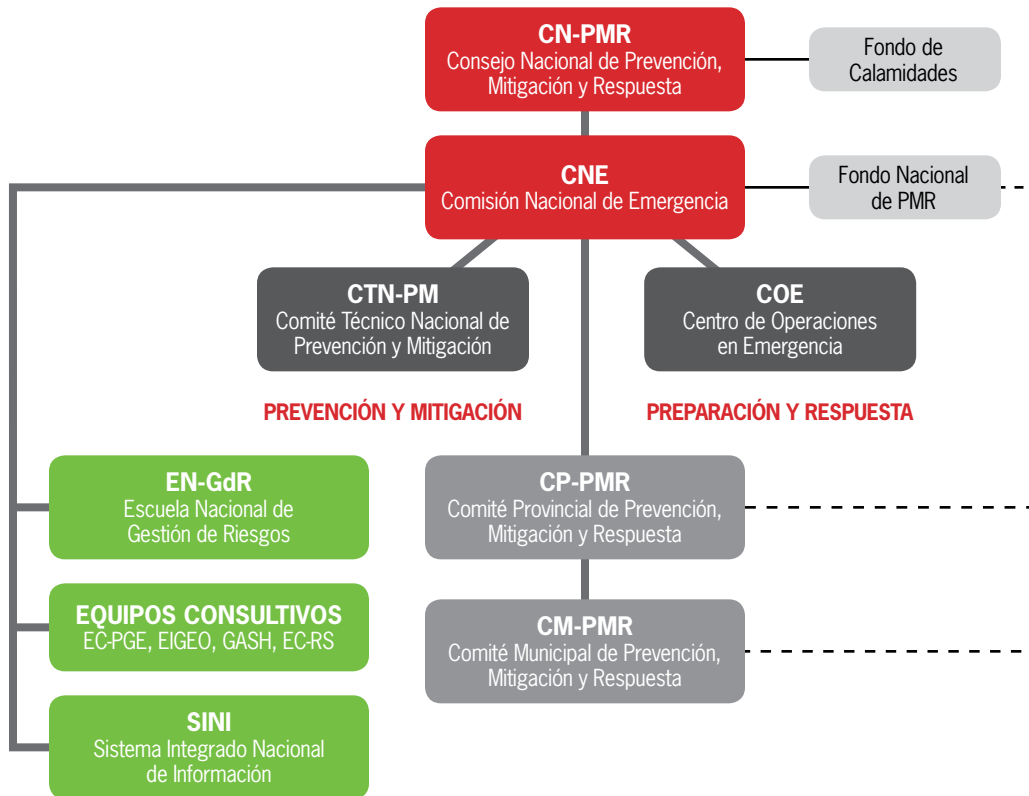 CN-PMR
Consejo Nacional de Prevención,
Mitigación y Respuesta
Fondo de
Calamidades
CNE
Comisión Nacional de Emergencia
Fondo Nacional
de PMR
CTN-PM
Comité Técnico Nacional de
Prevención y Mitigación
COE
Centro de Operaciones
en Emergencia
PREVENCIÓN Y MITIGACIÓN
PREPARACIÓN Y RESPUESTA
EN-GdR
Escuela Nacional de
Gestión de Riesgos
CP-PMR
Comité Provincial de Prevención,
Mitigación y Respuesta
EQUIPOS CONSULTIVOS
EC-PGE, EIGEO, GASH, EC-RS
CM-PMR
Comité Municipal de Prevención,
Mitigación y Respuesta
SINI
Sistema Integrado Nacional
de Información